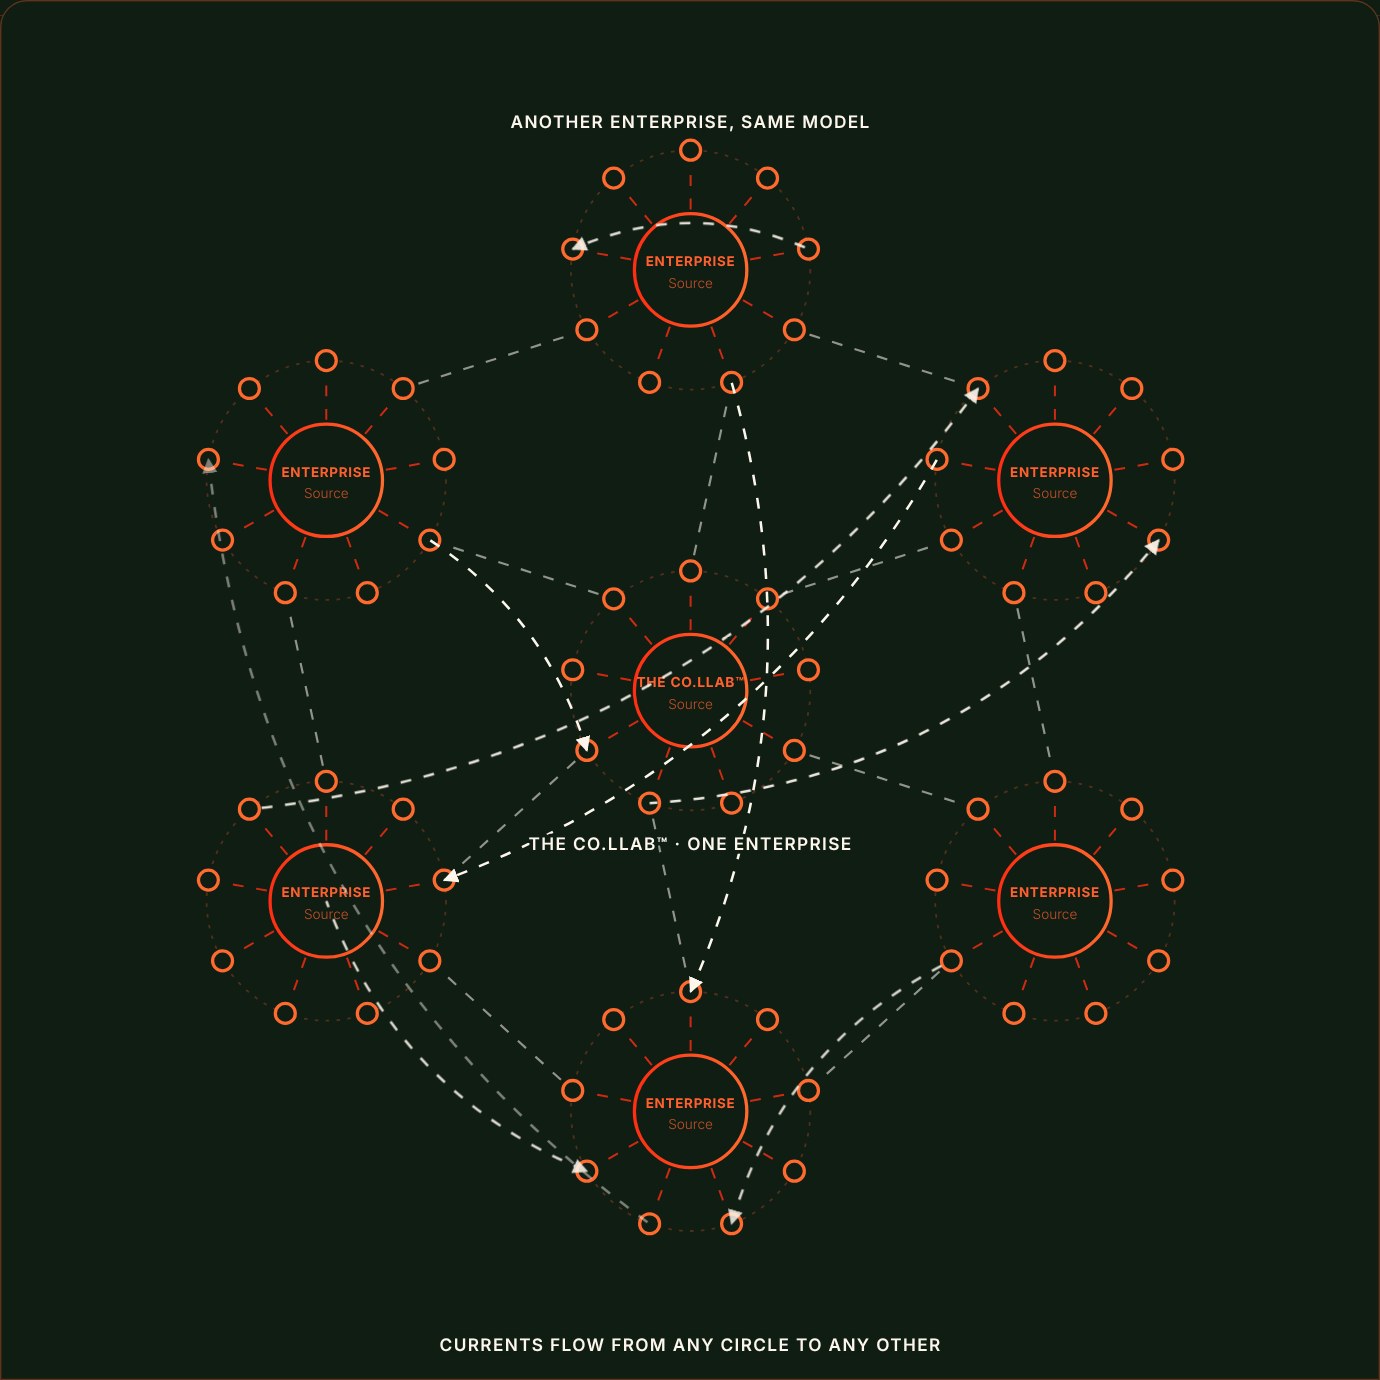 ANOTHER ENTERPRISE, SAME MODEL
ENTERPRISE
Source
ENTERPRISE
Source
ENTERPRISE
Source
THE CO.LLAB™
Source
THE CO.LLAB™ · ONE ENTERPRISE
ENTERPRISE
Source
ENTERPRISE
Source
ENTERPRISE
Source
CURRENTS FLOW FROM ANY CIRCLE TO ANY OTHER